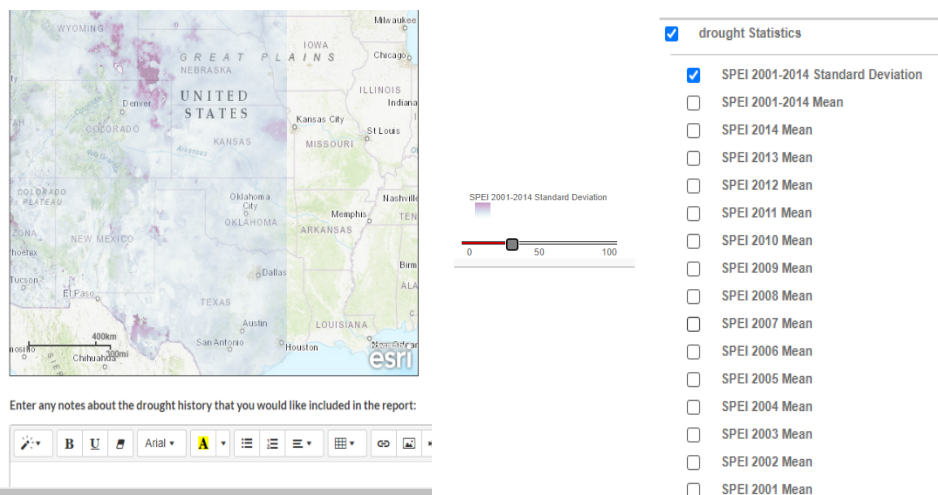 Milwaukee
WYOMING
IOWA
GREAT PLAINS
Chicago
NEBRASKA
ILLINOIS
UNITED
STATES
Indiana
Denver
Kansas City
St Louis
COLORADO
KANSAS
MISSOURI
Arkansas
COLORADO
PLATEAU
Oklahoma
City
Nashville
OKLAHOMA
Memphis
TEN
ARKANSAS
NEW MEXICO
Birm
Dallas
ALA
Tucson
El Paso
TEXAS
Austin
LOUISIANA
400km
San Antonio
Houston
300mi
Chihuahua
esri
Enter any notes about the drought history that you would like included in the report:
B U Arial A
SPEI 2001-2014 Standard Deviation
0 50 100
drought Statistics
SPEI 2001-2014 Standard Deviation
SPEI 2001-2014 Mean
SPEI 2014 Mean
SPEI 2013 Mean
SPEI 2012 Mean
SPEI 2011 Mean
SPEI 2010 Mean
SPEI 2009 Mean
SPEI 2008 Mean
SPEI 2007 Mean
SPEI 2006 Mean
SPEI 2005 Mean
SPEI 2004 Mean
SPEI 2003 Mean
SPEI 2002 Mean
SPEI 2001 Mean